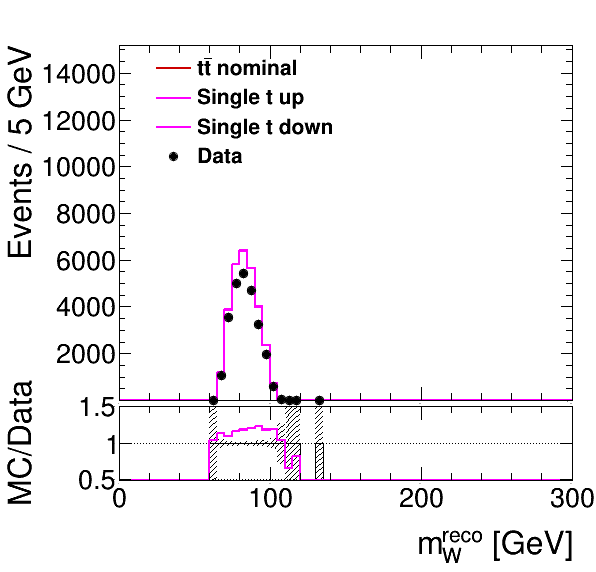 Events / 5 GeV
14000
12000
10000
8000
6000
4000
2000
tt̄ nominal
Single t up
Single t down
Data
MC/Data
1.5
1
0.5
0 100 200 300
m_W^reco [GeV]